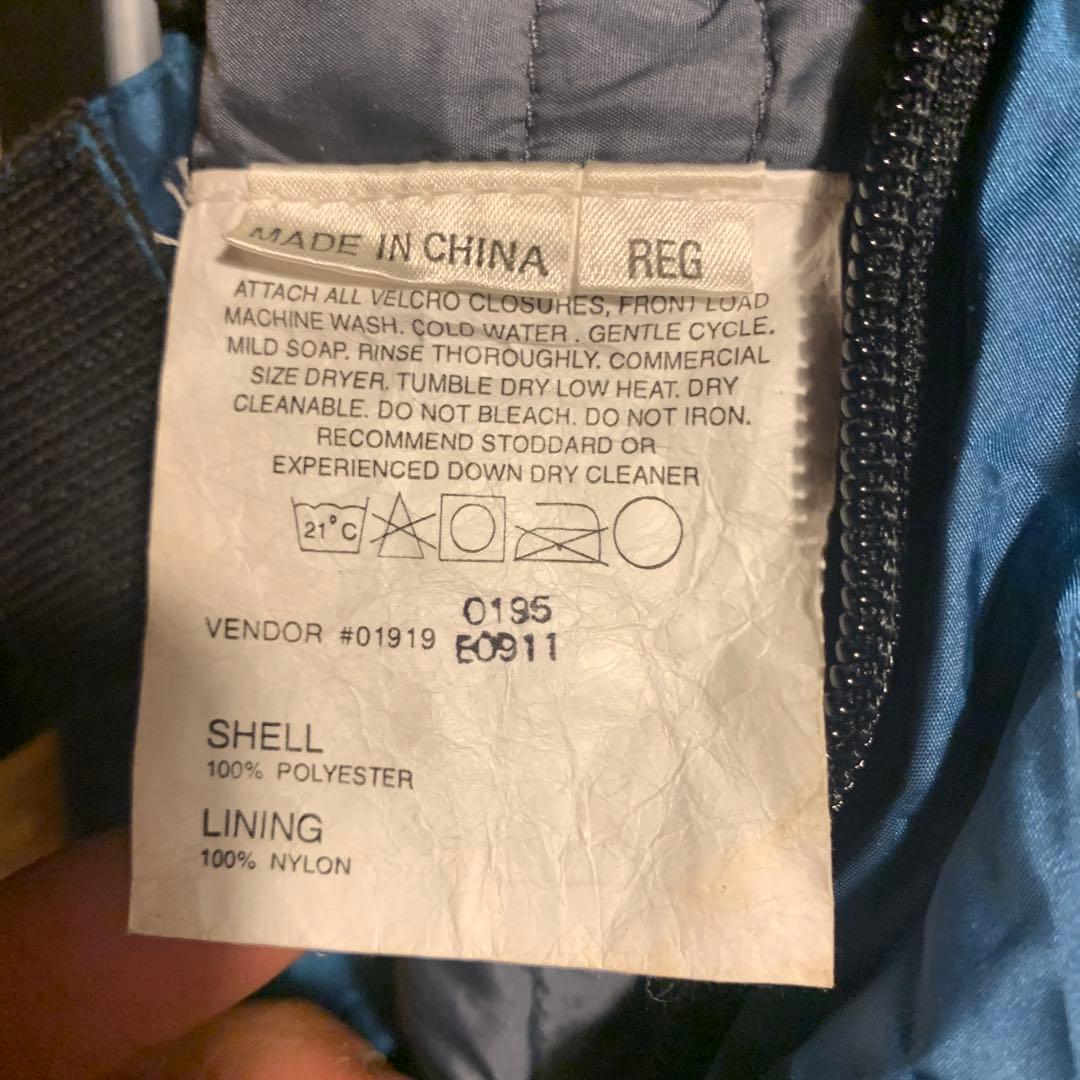 MADE IN CHINA
REG
ATTACH ALL VELCRO CLOSURES, FRONT LOAD
MACHINE WASH. COLD WATER. GENTLE CYCLE.
MILD SOAP. RINSE THOROUGHLY. COMMERCIAL
SIZE DRYER. TUMBLE DRY LOW HEAT. DRY
CLEANABLE. DO NOT BLEACH. DO NOT IRON.
RECOMMEND STODDARD OR
EXPERIENCED DOWN DRY CLEANER
21°C
0195
VENDOR #01919 E0911
SHELL
100% POLYESTER
LINING
100% NYLON